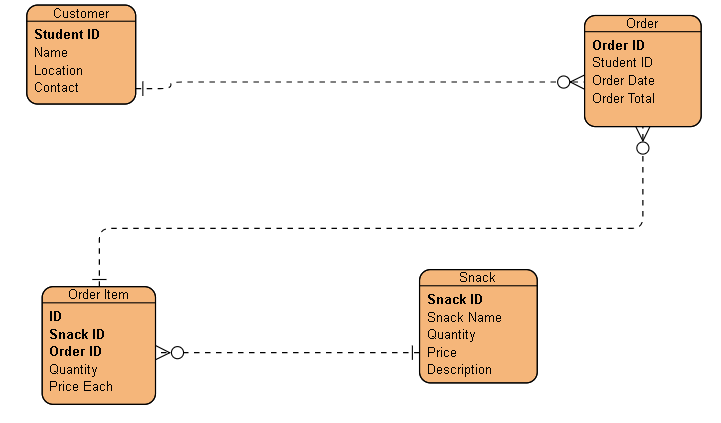 Customer
Student ID
Name
Location
Contact
Order
Order ID
Student ID
Order Date
Order Total
Order Item
ID
Snack ID
Order ID
Quantity
Price Each
Snack
Snack ID
Snack Name
Quantity
Price
Description